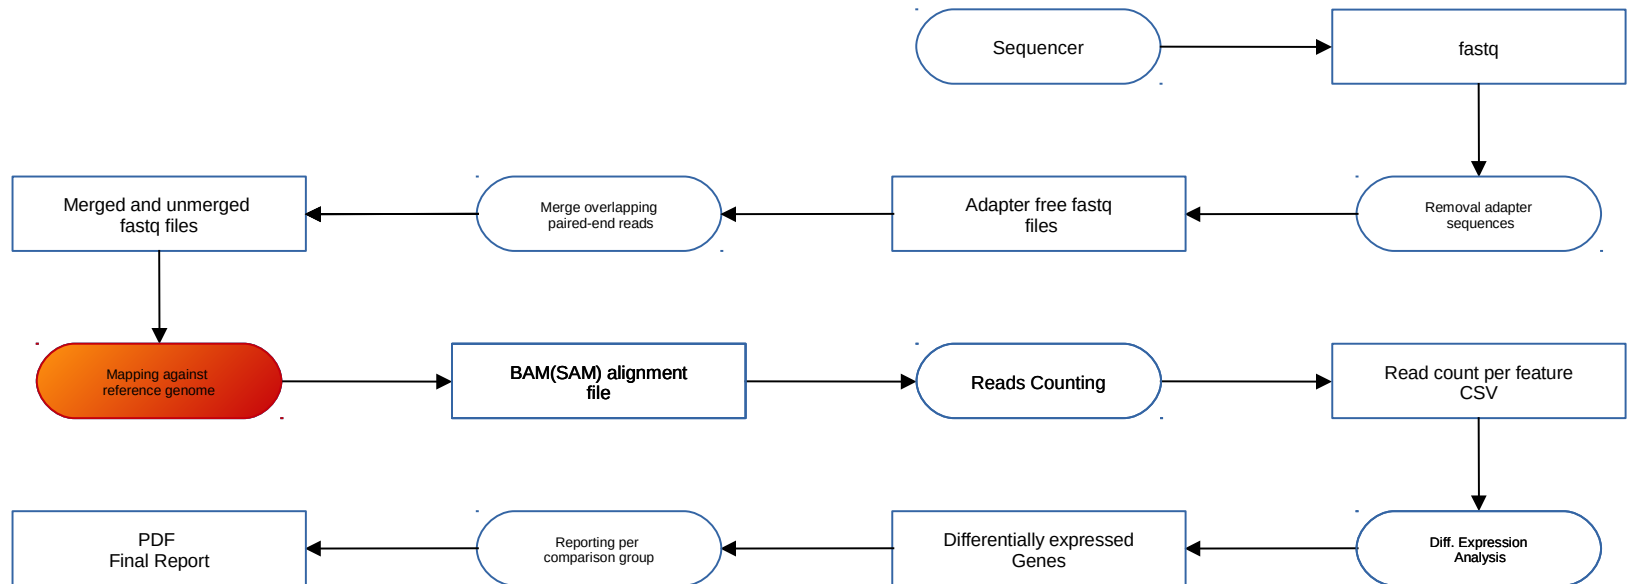 Sequencer
fastq
Merged and unmerged
fastq files
Merge overlapping
paired-end reads
Adapter free fastq
files
Removal adapter
sequences
Mapping against
reference genome
BAM(SAM) alignment
file
Reads Counting
Read count per feature
CSV
PDF
Final Report
Reporting per
comparison group
Differentially expressed
Genes
Diff. Expression
Analysis